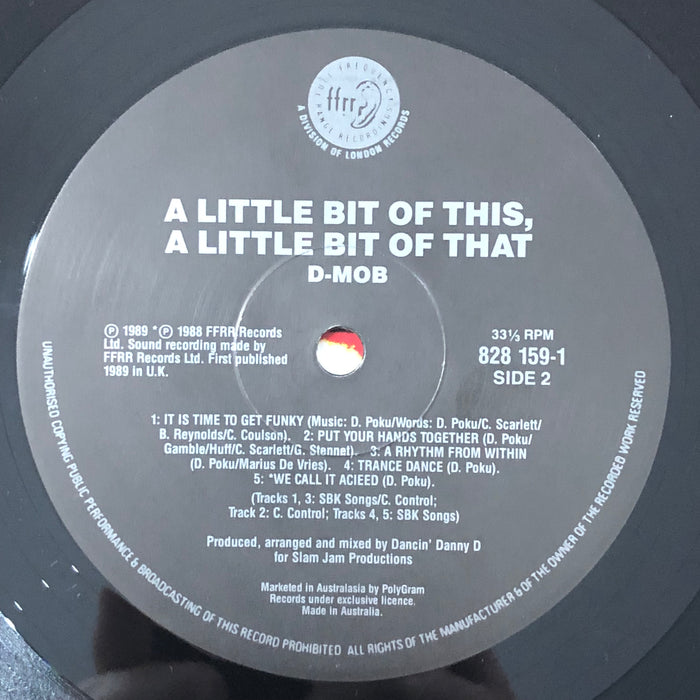 FULL FREQUENCY
RANGE RECORDINGS
ffrr
A DIVISION OF LONDON RECORDS
A LITTLE BIT OF THIS,
A LITTLE BIT OF THAT
D-MOB
℗ 1989 *℗ 1988 FFRR Records
Ltd. Sound recording made by
FFRR Records Ltd. First published
1989 in U.K.
33⅓ RPM
828 159-1
SIDE 2
1: IT IS TIME TO GET FUNKY (Music: D. Poku/Words: D. Poku/C. Scarlett/
B. Reynolds/C. Coulson). 2: PUT YOUR HANDS TOGETHER (D. Poku/
Gamble/Huff/C. Scarlett/G. Stennet). 3: A RHYTHM FROM WITHIN
(D. Poku/Marius De Vries). 4: TRANCE DANCE (D. Poku).
5: *WE CALL IT ACIEED (D. Poku).
(Tracks 1, 3: SBK Songs/C. Control;
Track 2: C. Control; Tracks 4, 5: SBK Songs)
Produced, arranged and mixed by Dancin' Danny D
for Slam Jam Productions
Marketed in Australasia by PolyGram
Records under exclusive licence.
Made in Australia.
UNAUTHORISED COPYING PUBLIC PERFORMANCE & BROADCASTING OF THIS RECORD PROHIBITED ALL RIGHTS OF THE MANUFACTURER & OF THE OWNER OF THE RECORDED WORK RESERVED